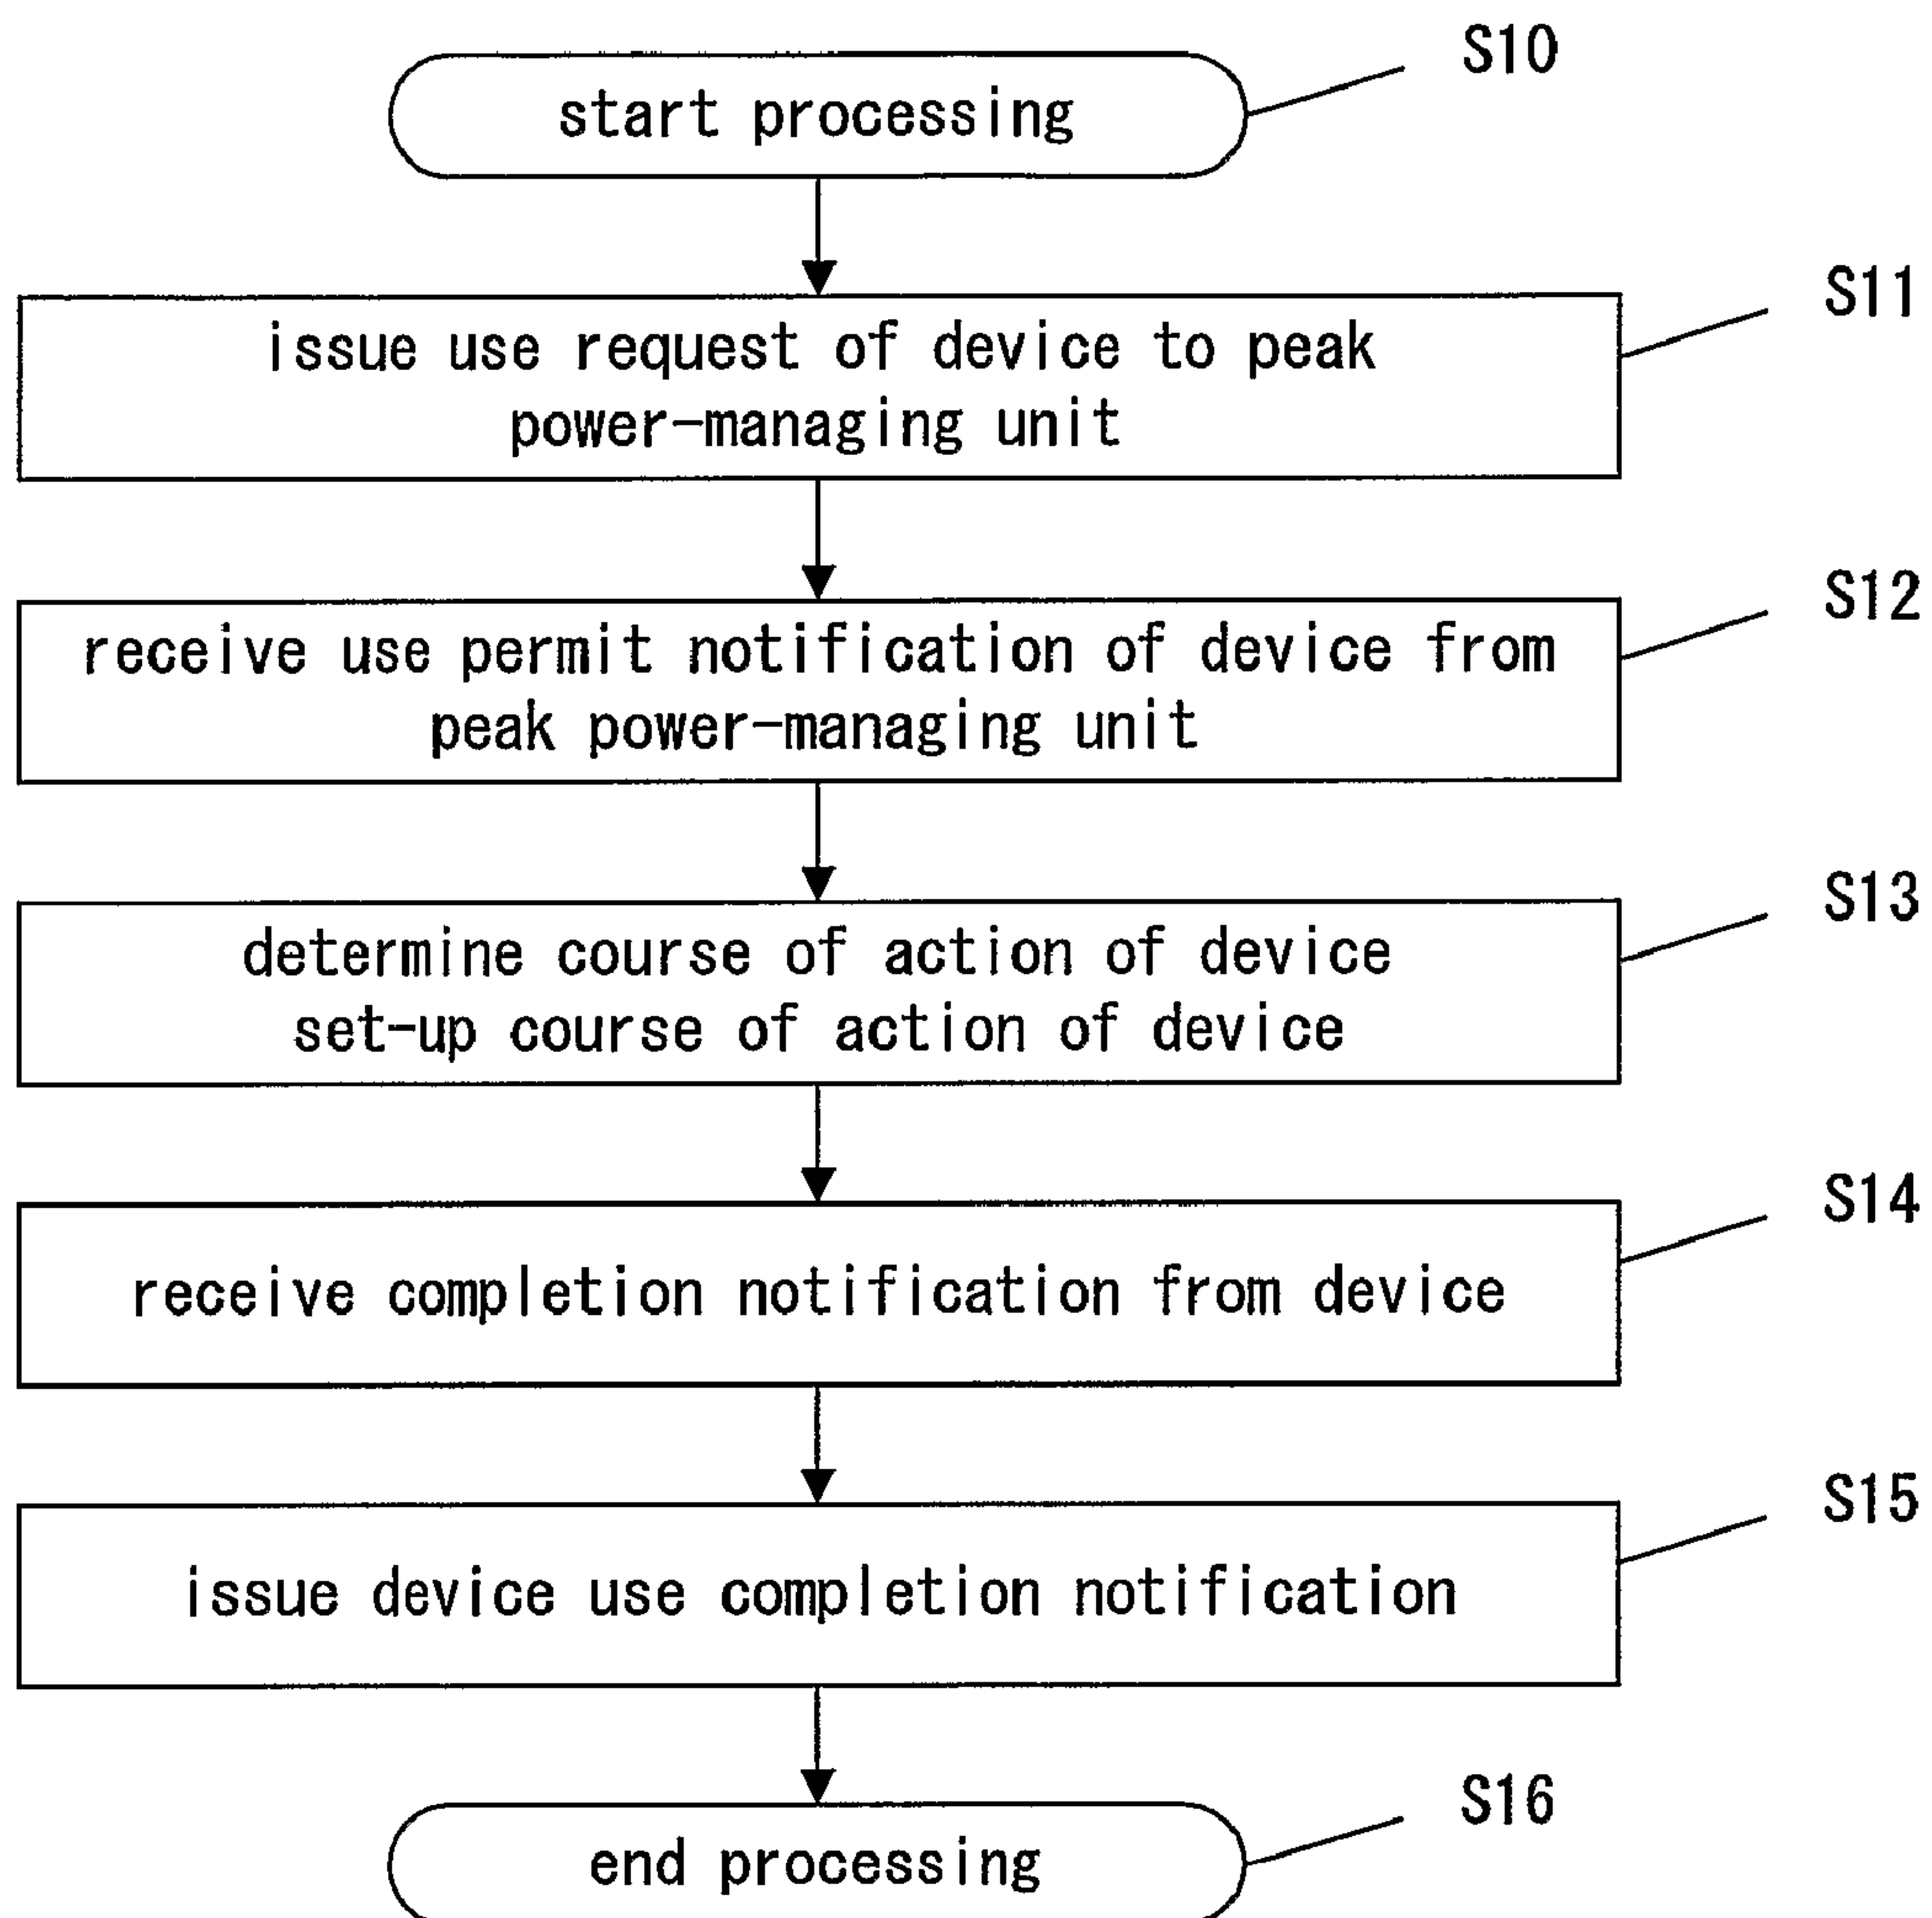 S10
start processing
S11
issue use request of device to peak
power-managing unit
S12
receive use permit notification of device from
peak power-managing unit
S13
determine course of action of device
set-up course of action of device
S14
receive completion notification from device
S15
issue device use completion notification
S16
end processing